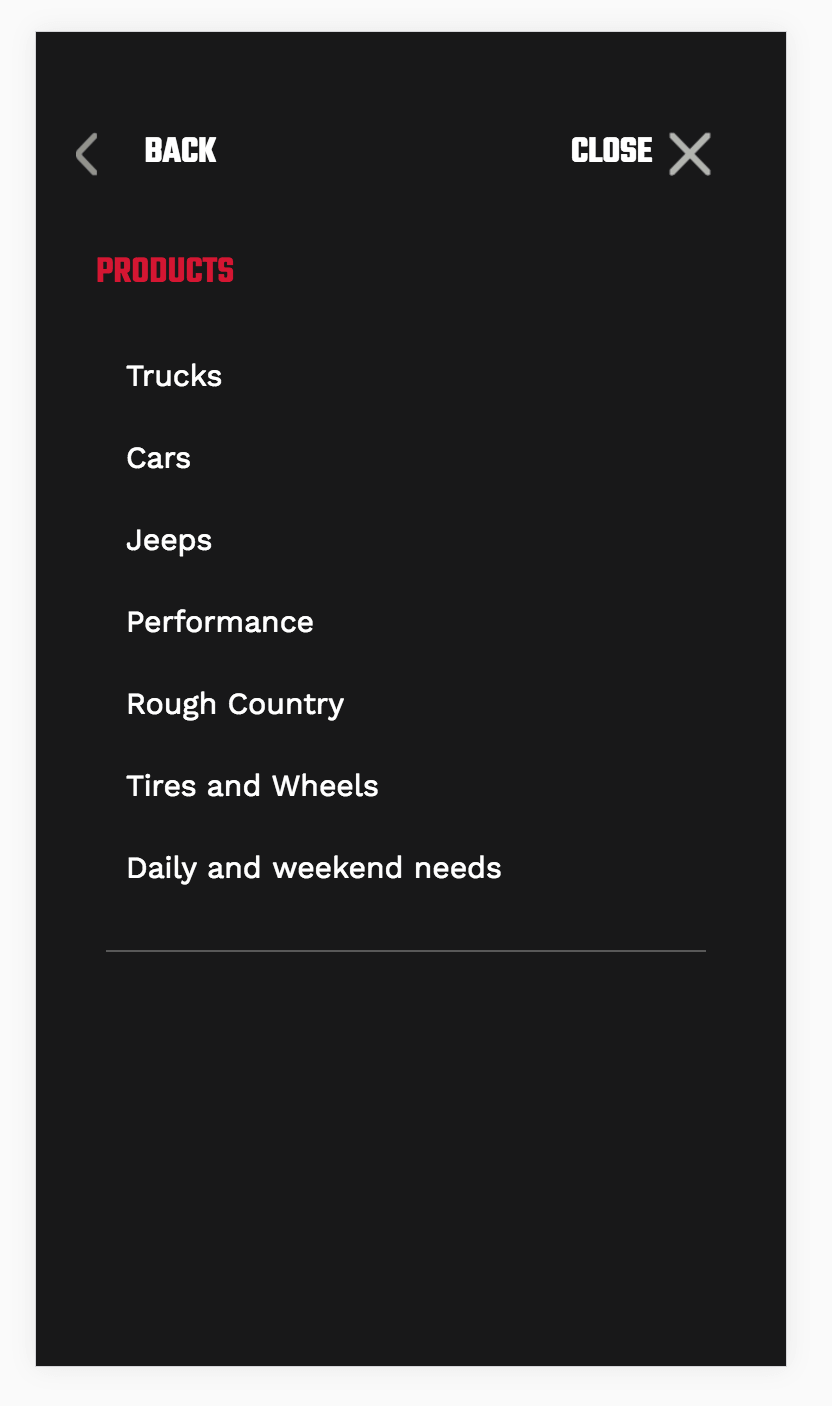 BACK
CLOSE
PRODUCTS
Trucks
Cars
Jeeps
Performance
Rough Country
Tires and Wheels
Daily and weekend needs